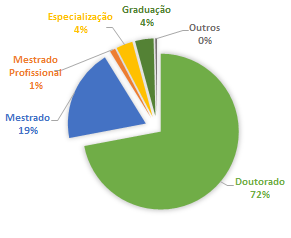 Graduação
4%
Especialização
4%
Outros
0%
Mestrado
Profissional
1%
Mestrado
19%
Doutorado
72%